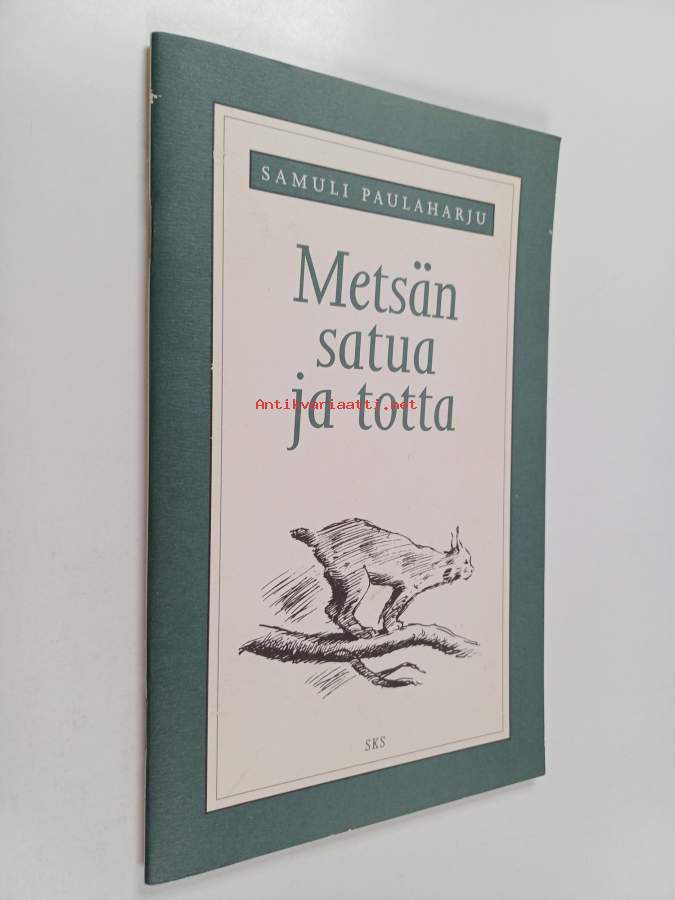 SAMULI PAULAHARJU
Metsän
satua
ja totta
Antikvariaatti.net
SKS